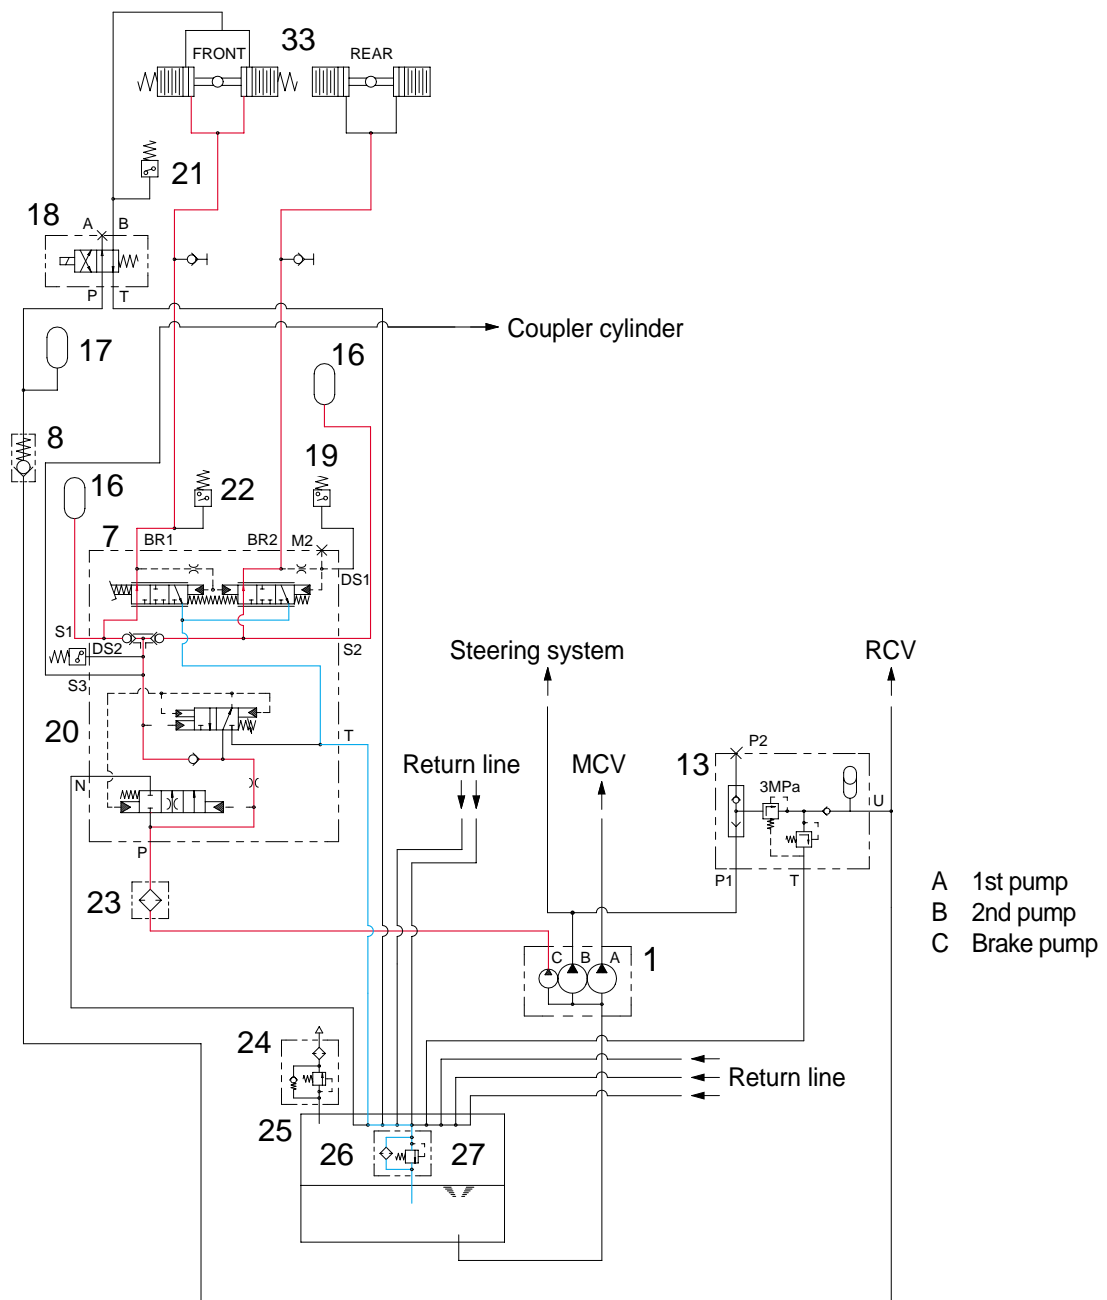 FRONT 33 REAR
21
18 A B
P T
Coupler cylinder
17
16
8
19
16
22
7
BR1 BR2 M2
DS1
S1
DS2 S2
S3
Steering system RCV
20
T
P2
Return line MCV 13
3MPa
N U
P
P1 T
23
A 1st pump
B 2nd pump
C Brake pump
C B A 1
24
Return line
25
26 27